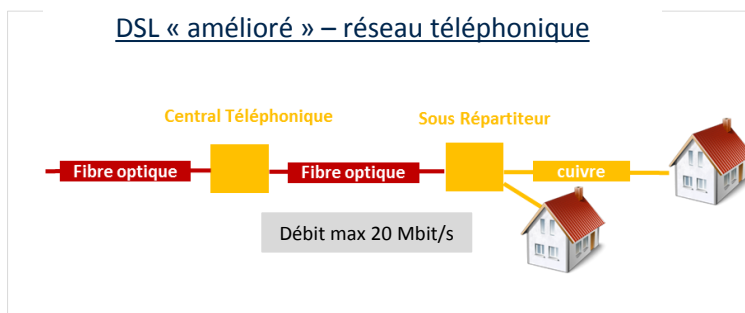 DSL « amélioré » – réseau téléphonique
Central Téléphonique
Sous Répartiteur
Fibre optique
Fibre optique
cuivre
Débit max 20 Mbit/s